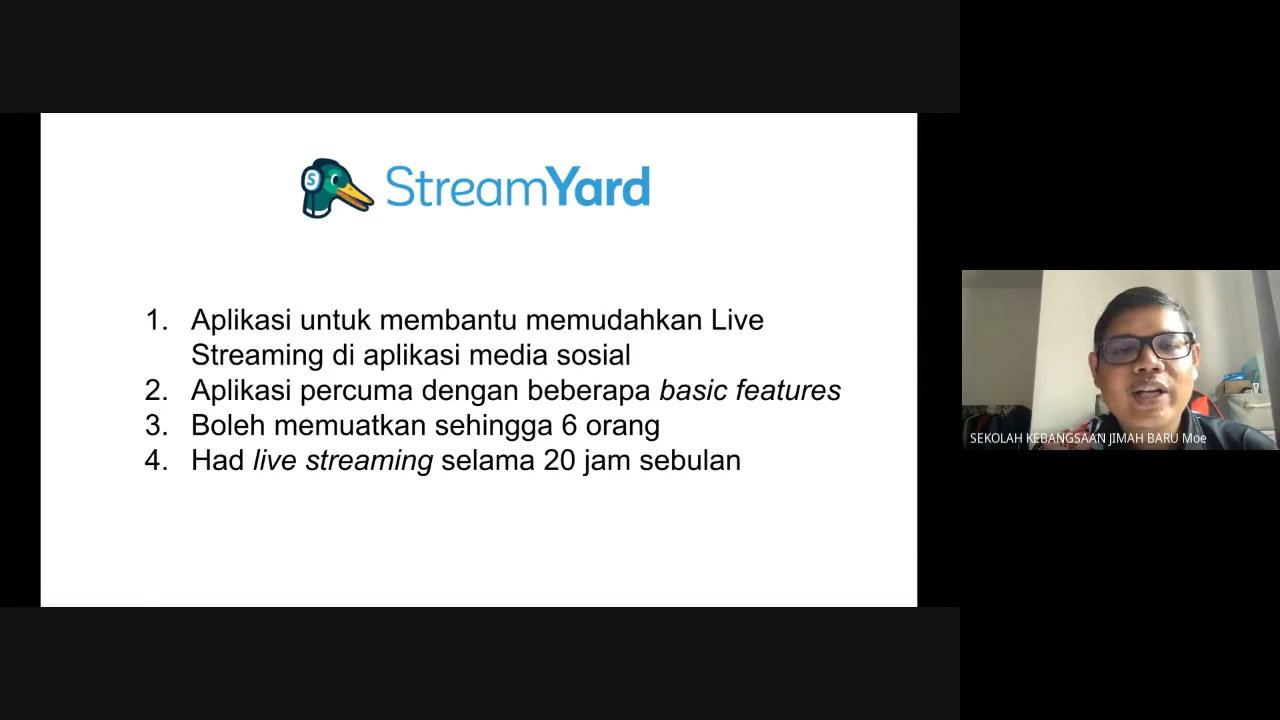 StreamYard
1. Aplikasi untuk membantu memudahkan Live
Streaming di aplikasi media sosial
2. Aplikasi percuma dengan beberapa basic features
3. Boleh memuatkan sehingga 6 orang
4. Had live streaming selama 20 jam sebulan
SEKOLAH KEBANGSAAN JIMAH BARU Moe